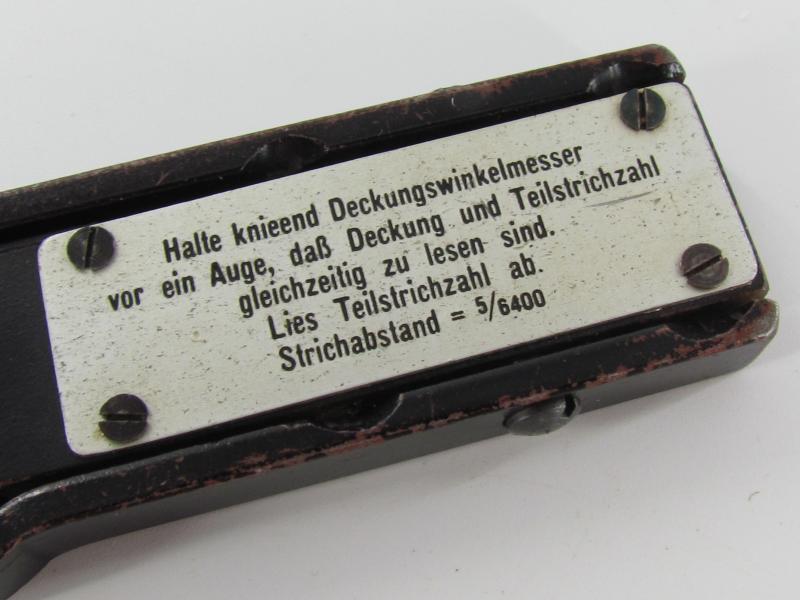 Halte knieend Deckungswinkelmesser
vor ein Auge, daß Deckung und Teilstrichzahl
gleichzeitig zu lesen sind.
Lies Teilstrichzahl ab.
Strichabstand = 5/6400